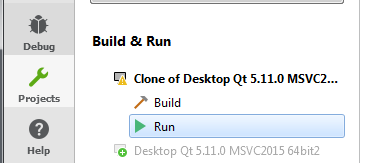 Debug
Projects
Help
Build & Run
Clone of Desktop Qt 5.11.0 MSVC2...
Build
Run
Desktop Qt 5.11.0 MSVC2015 64bit2